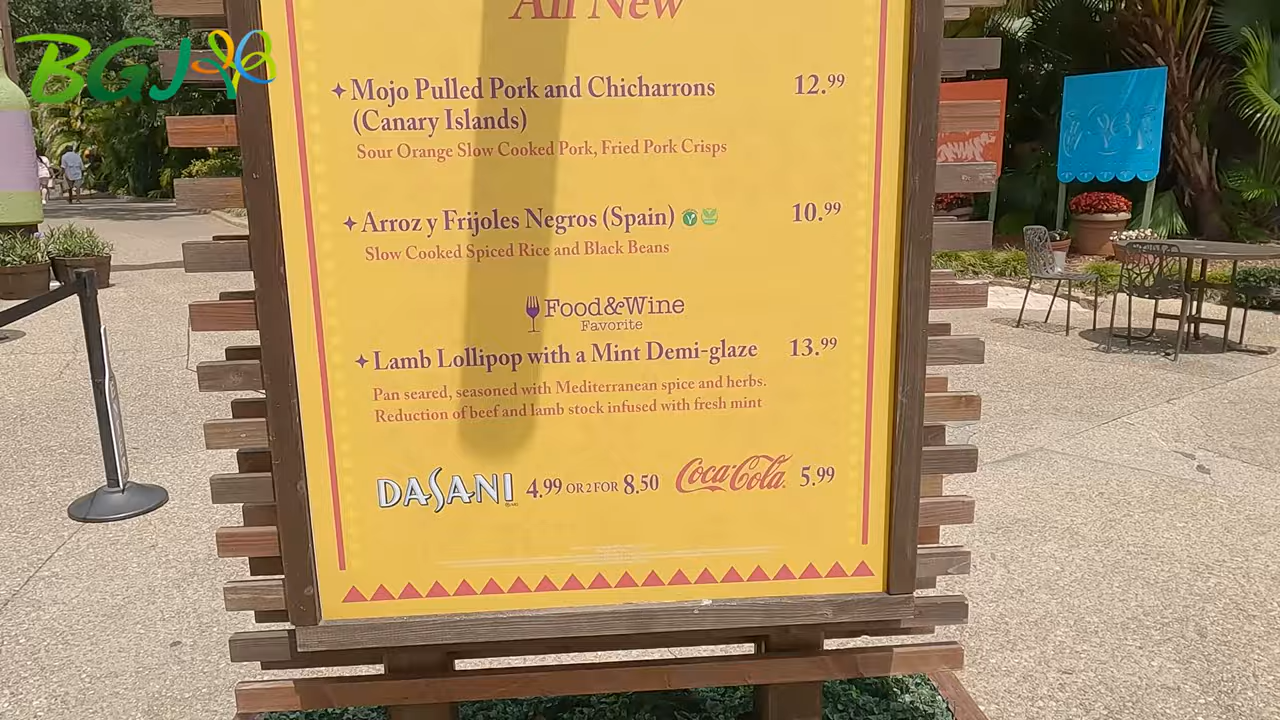 All New
BGJ
Mojo Pulled Pork and Chicharrons 12.99
(Canary Islands)
Sour Orange Slow Cooked Pork, Fried Pork Crisps
Arroz y Frijoles Negros (Spain) 10.99
Slow Cooked Spiced Rice and Black Beans
Food&Wine
Favorite
Lamb Lollipop with a Mint Demi-glaze 13.99
Pan seared, seasoned with Mediterranean spice and herbs.
Reduction of beef and lamb stock infused with fresh mint
DASANI 4.99 OR 2 FOR 8.50 Coca-Cola 5.99